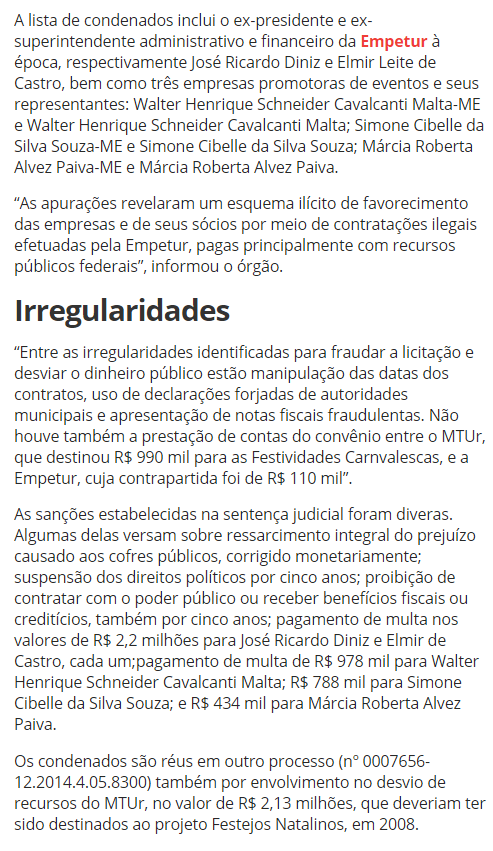 A lista de condenados inclui o ex-presidente e ex-
superintendente administrativo e financeiro da Empetur à
época, respectivamente José Ricardo Diniz e Elmir Leite de
Castro, bem como três empresas promotoras de eventos e seus
representantes: Walter Henrique Schneider Cavalcanti Malta-ME
e Walter Henrique Schneider Cavalcanti Malta; Simone Cibelle da
Silva Souza-ME e Simone Cibelle da Silva Souza; Márcia Roberta
Alvez Paiva-ME e Márcia Roberta Alvez Paiva.
“As apurações revelaram um esquema ilícito de favorecimento
das empresas e de seus sócios por meio de contratações ilegais
efetuadas pela Empetur, pagas principalmente com recursos
públicos federais”, informou o órgão.
Irregularidades
“Entre as irregularidades identificadas para fraudar a licitação e
desviar o dinheiro público estão manipulação das datas dos
contratos, uso de declarações forjadas de autoridades
municipais e apresentação de notas fiscais fraudulentas. Não
houve também a prestação de contas do convênio entre o MTUr,
que destinou R$ 990 mil para as Festividades Carnvalescas, e a
Empetur, cuja contrapartida foi de R$ 110 mil”.
As sanções estabelecidas na sentença judicial foram diveras.
Algumas delas versam sobre ressarcimento integral do prejuízo
causado aos cofres públicos, corrigido monetariamente;
suspensão dos direitos políticos por cinco anos; proibição de
contratar com o poder público ou receber benefícios fiscais ou
creditícios, também por cinco anos; pagamento de multa nos
valores de R$ 2,2 milhões para José Ricardo Diniz e Elmir de
Castro, cada um;pagamento de multa de R$ 978 mil para Walter
Henrique Schneider Cavalcanti Malta; R$ 788 mil para Simone
Cibelle da Silva Souza; e R$ 434 mil para Márcia Roberta Alvez
Paiva.
Os condenados são réus em outro processo (nº 0007656-
12.2014.4.05.8300) também por envolvimento no desvio de
recursos do MTUr, no valor de R$ 2,13 milhões, que deveriam ter
sido destinados ao projeto Festejos Natalinos, em 2008.